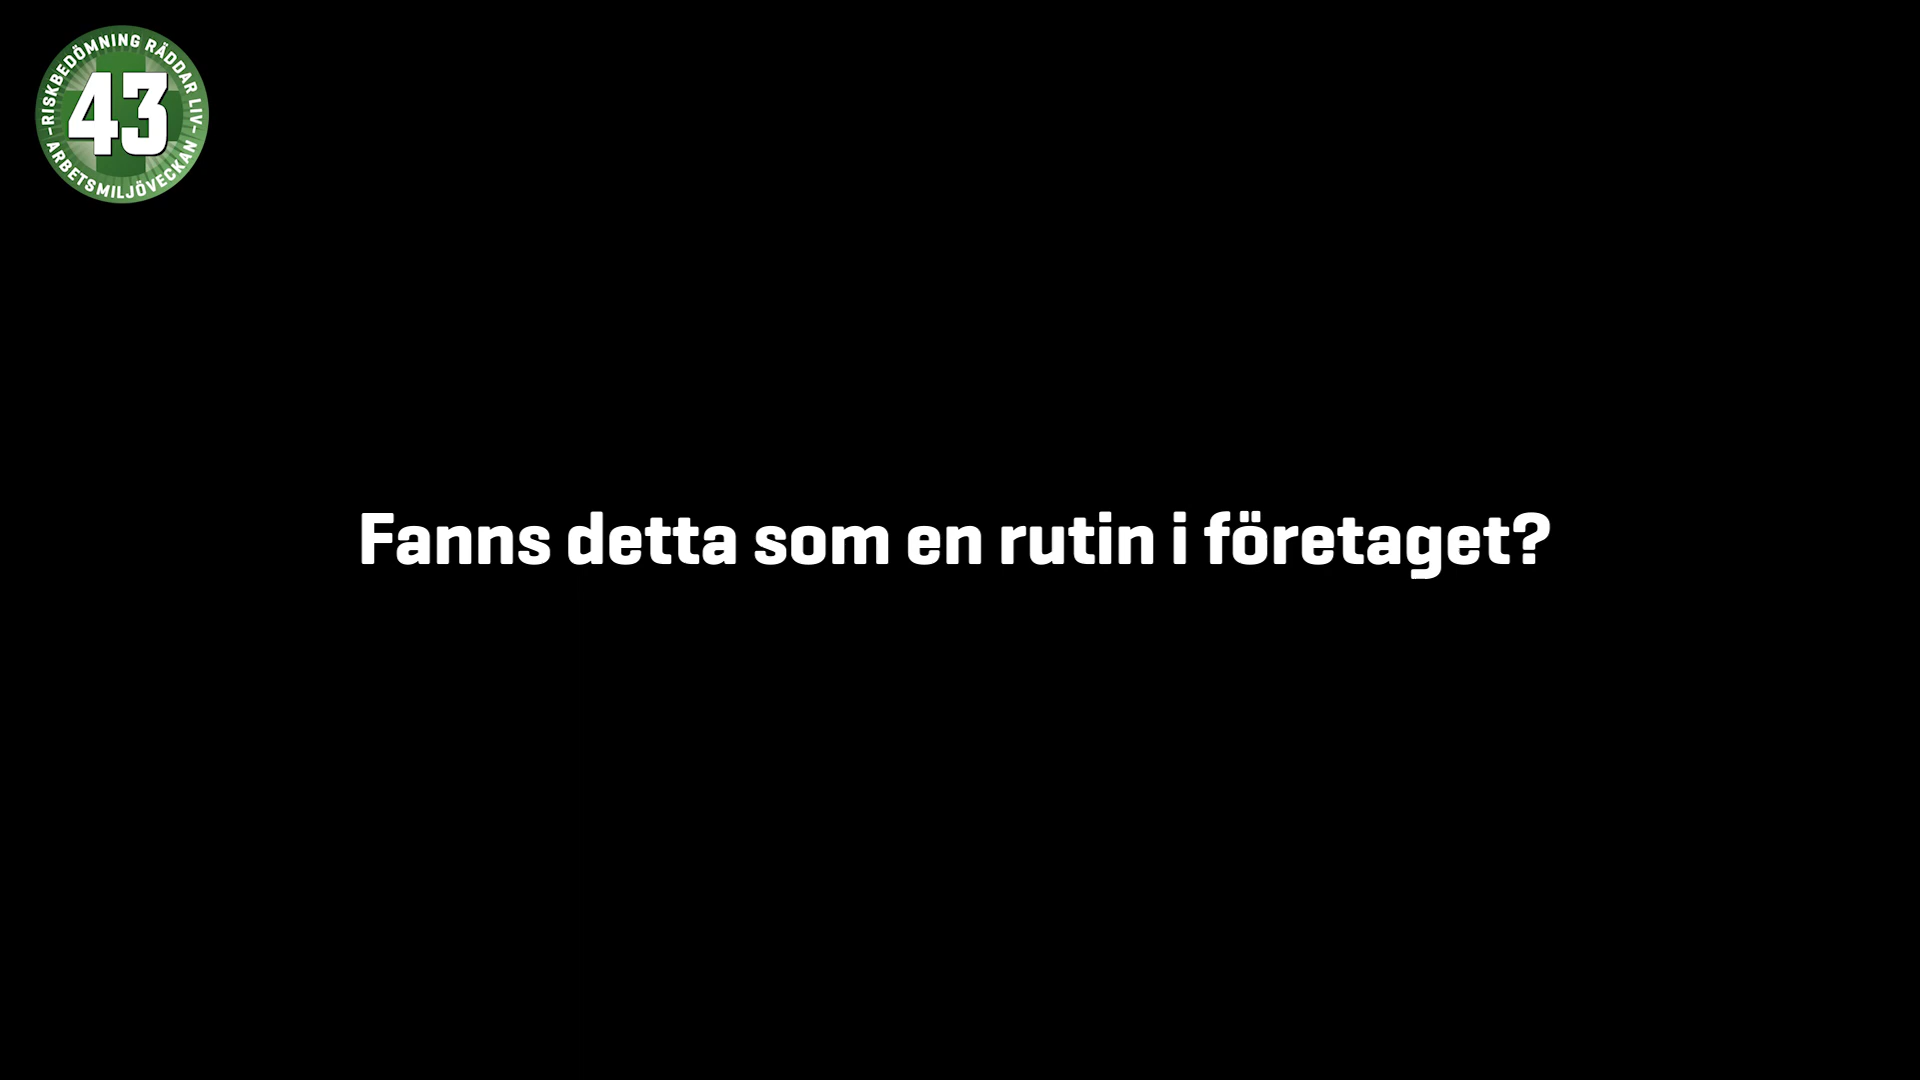 -RISKBEDÖMNING RÄDDAR LIV-
43
ARBETSMILJÖVECKAN
Fanns detta som en rutin i företaget?